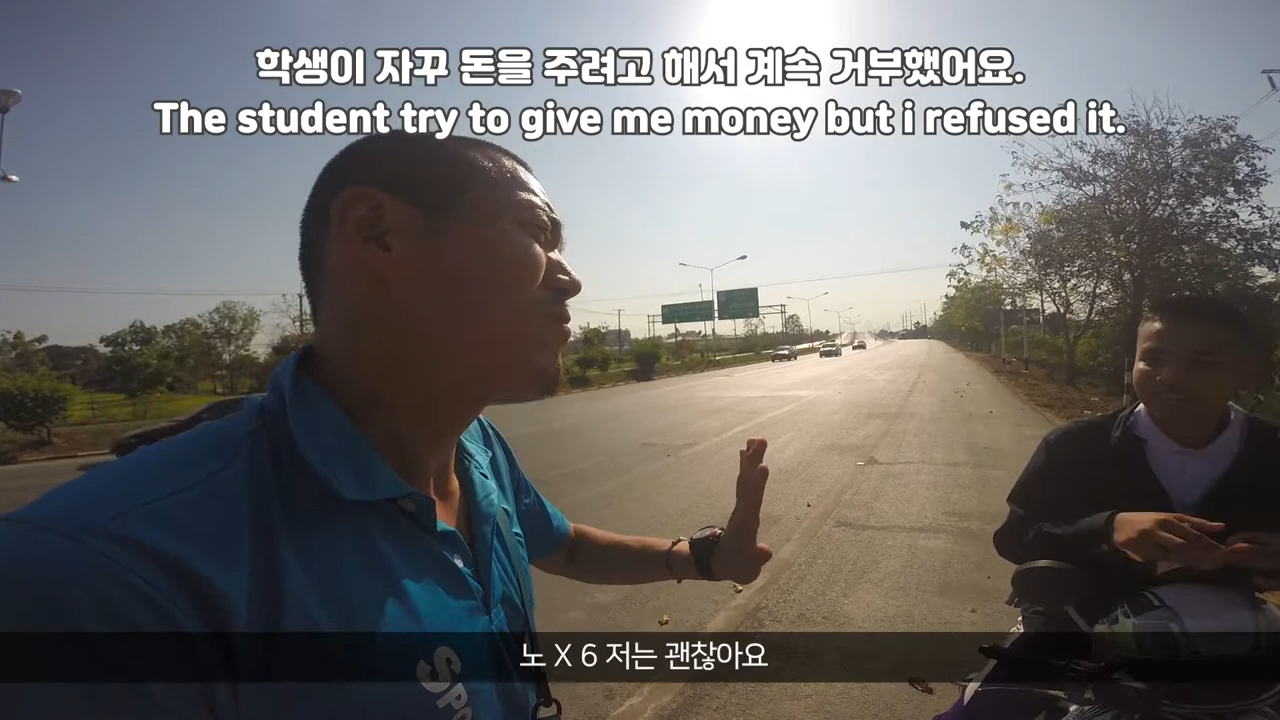 학생이 자꾸 돈을 주려고 해서 계속 거부했어요.
The student try to give me money but i refused it.
노 X 6 저는 괜찮아요